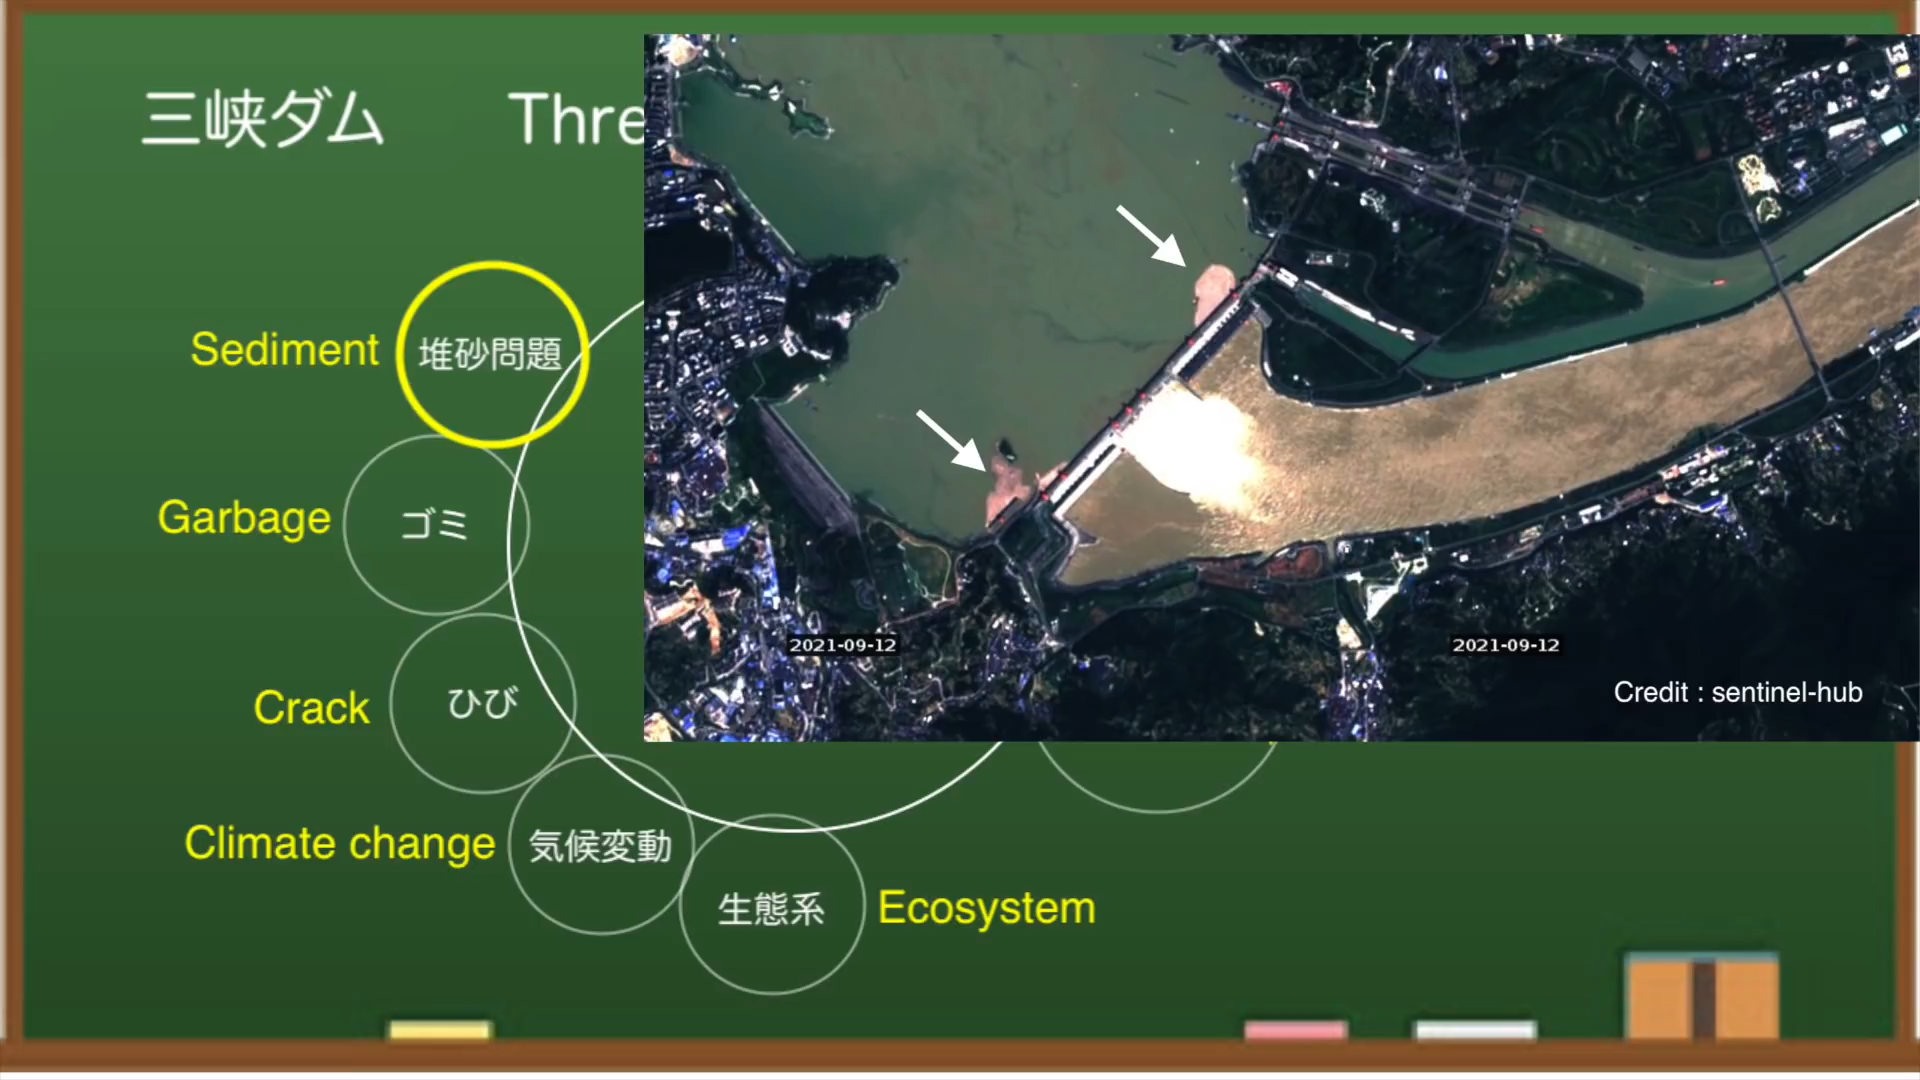 三峡ダム Thre
Sediment 堆砂問題
Garbage ゴミ
Crack ひび
Climate change 気候変動
生態系 Ecosystem
2021-09-12 2021-09-12
Credit : sentinel-hub